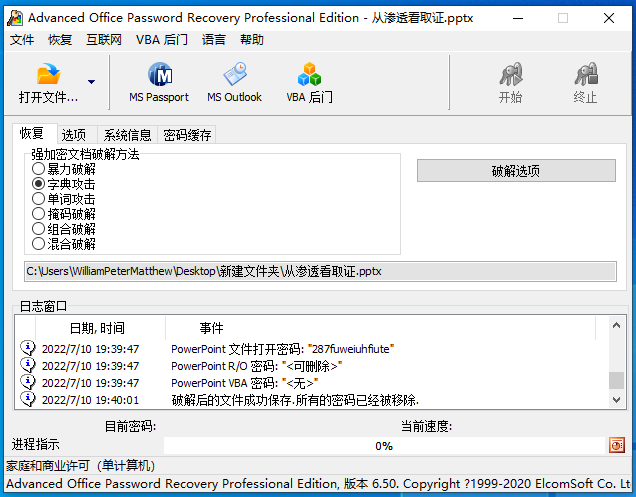 Advanced Office Password Recovery Professional Edition - 从渗透看取证.pptx
文件 恢复 互联网 VBA 后门 语言 帮助
打开文件... MS Passport MS Outlook VBA 后门 开始 终止
恢复 选项 系统信息 密码缓存
强加密文档破解方法
暴力破解
字典攻击
单词攻击
掩码破解
组合破解
混合破解
破解选项
C:\Users\WilliamPeterMatthew\Desktop\新建文件夹\从渗透看取证.pptx
日志窗口
日期, 时间 事件
2022/7/10 19:39:47 PowerPoint 文件打开密码: "287fuweiuhfiute"
2022/7/10 19:39:47 PowerPoint R/O 密码: "<可删除>"
2022/7/10 19:39:47 PowerPoint VBA 密码: "<无>"
2022/7/10 19:40:01 破解后的文件成功保存.所有的密码已经被移除.
目前密码: 当前速度:
进程指示 0%
家庭和商业许可（单计算机）
Advanced Office Password Recovery Professional Edition, 版本 6.50. Copyright ?1999-2020 ElcomSoft Co. Lt